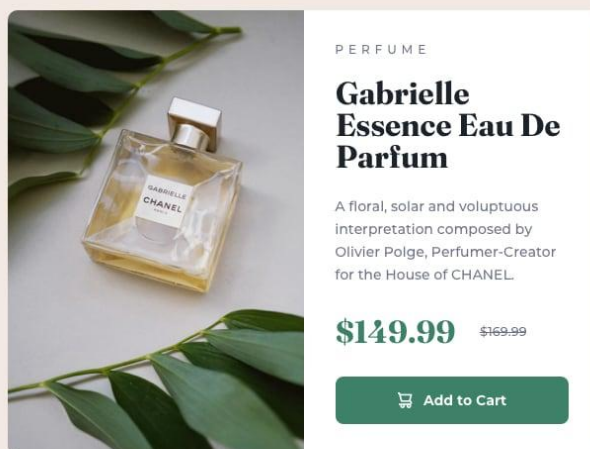 GABRIELLE
CHANEL
PARIS
PERFUME
Gabrielle
Essence Eau De
Parfum
A floral, solar and voluptuous
interpretation composed by
Olivier Polge, Perfumer-Creator
for the House of CHANEL.
$149.99 $169.99
Add to Cart